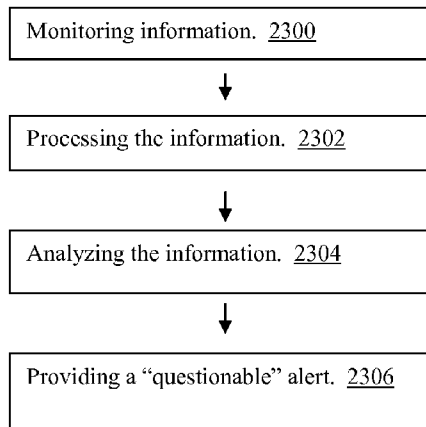 Monitoring information. 2300
Processing the information. 2302
Analyzing the information. 2304
Providing a “questionable” alert. 2306